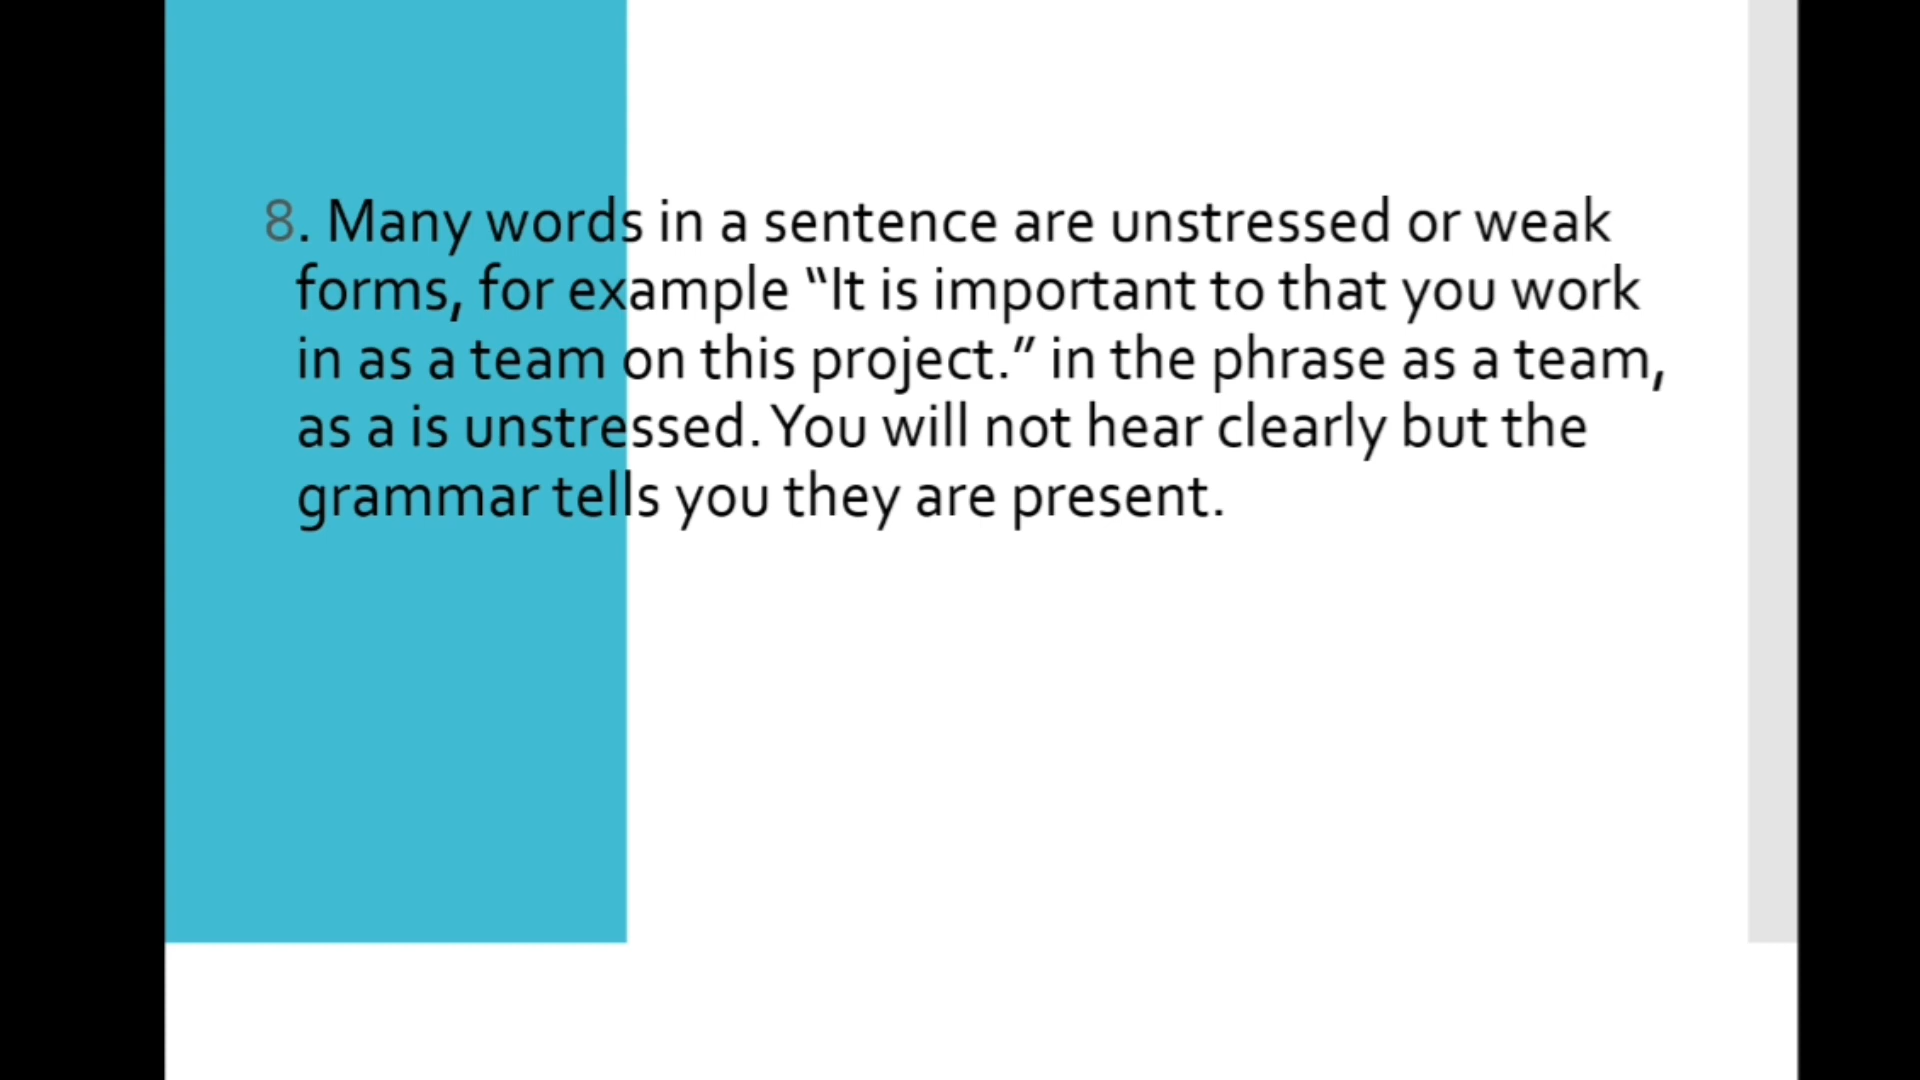 8. Many words in a sentence are unstressed or weak
forms, for example “It is important to that you work
in as a team on this project.” in the phrase as a team,
as a is unstressed. You will not hear clearly but the
grammar tells you they are present.